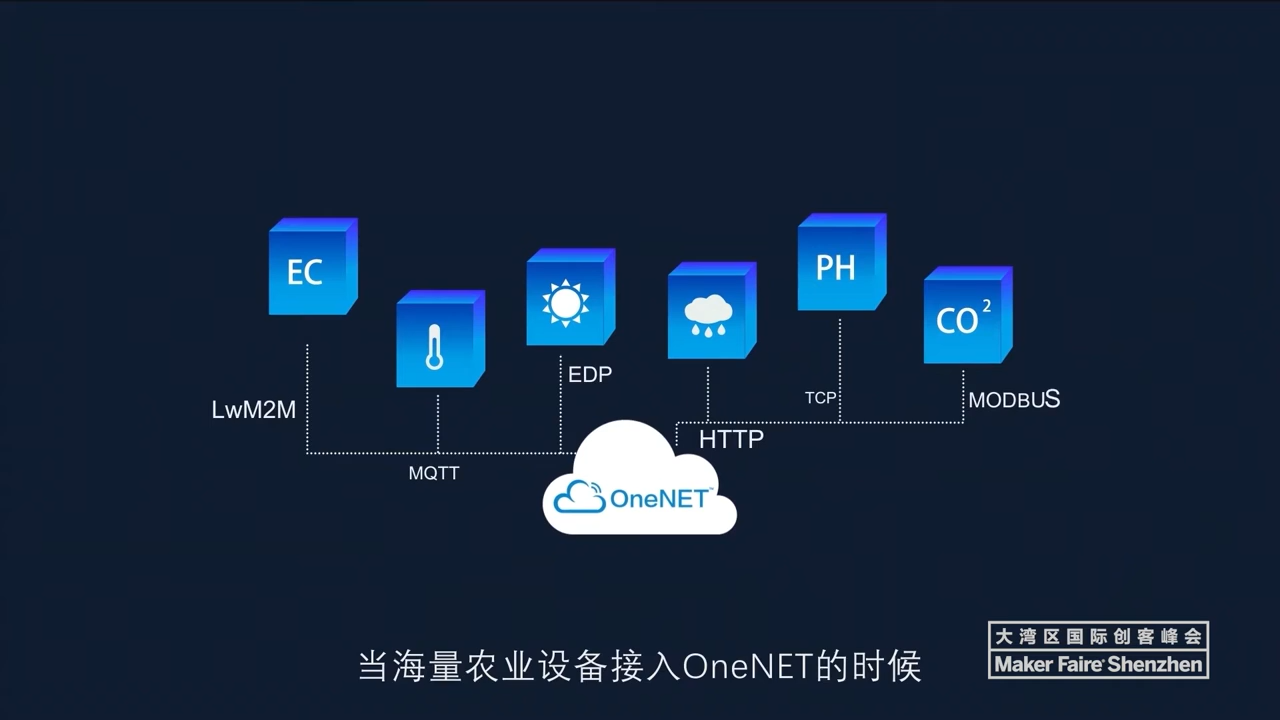 EC
PH
CO²
EDP
LwM2M
TCP
MODBUS
HTTP
MQTT
OneNET™
大湾区国际创客峰会
Maker Faire® Shenzhen
当海量农业设备接入OneNET的时候